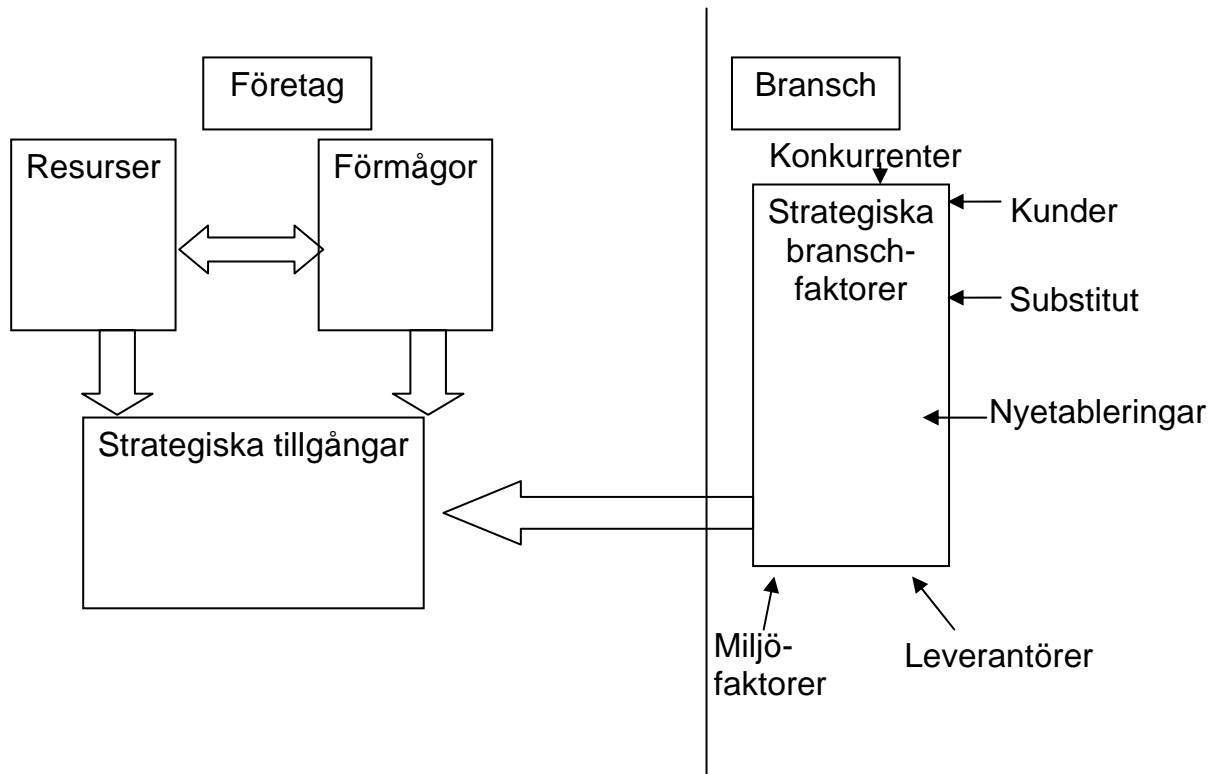 Företag
Bransch
Resurser
Förmågor
Konkurrenter
Strategiska
bransch-
faktorer
Kunder
Substitut
Nyetableringar
Strategiska tillgångar
Miljö-
faktorer
Leverantörer